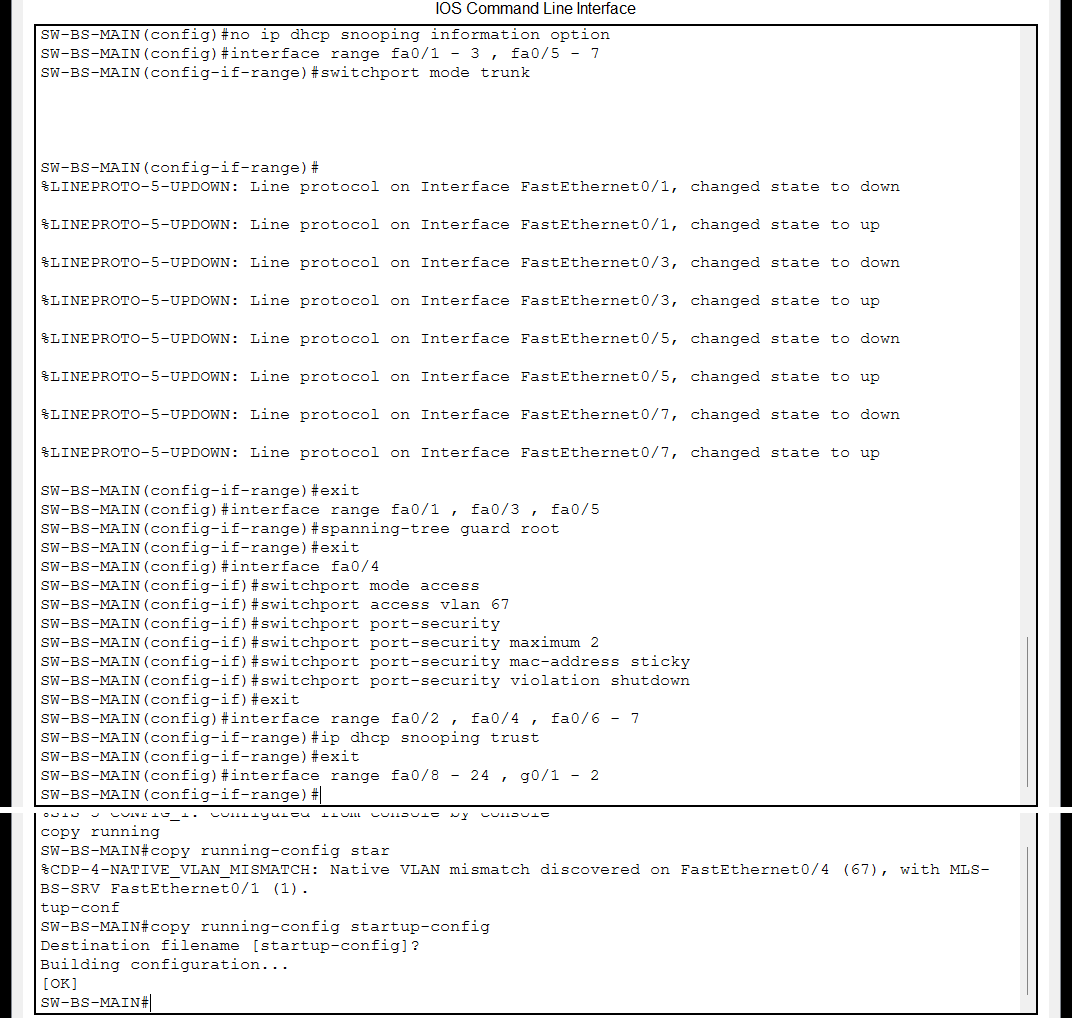 IOS Command Line Interface
SW-BS-MAIN(config)#no ip dhcp snooping information option
SW-BS-MAIN(config)#interface range fa0/1 - 3 , fa0/5 - 7
SW-BS-MAIN(config-if-range)#switchport mode trunk
SW-BS-MAIN(config-if-range)#
%LINEPROTO-5-UPDOWN: Line protocol on Interface FastEthernet0/1, changed state to down
%LINEPROTO-5-UPDOWN: Line protocol on Interface FastEthernet0/1, changed state to up
%LINEPROTO-5-UPDOWN: Line protocol on Interface FastEthernet0/3, changed state to down
%LINEPROTO-5-UPDOWN: Line protocol on Interface FastEthernet0/3, changed state to up
%LINEPROTO-5-UPDOWN: Line protocol on Interface FastEthernet0/5, changed state to down
%LINEPROTO-5-UPDOWN: Line protocol on Interface FastEthernet0/5, changed state to up
%LINEPROTO-5-UPDOWN: Line protocol on Interface FastEthernet0/7, changed state to down
%LINEPROTO-5-UPDOWN: Line protocol on Interface FastEthernet0/7, changed state to up
SW-BS-MAIN(config-if-range)#exit
SW-BS-MAIN(config)#interface range fa0/1 , fa0/3 , fa0/5
SW-BS-MAIN(config-if-range)#spanning-tree guard root
SW-BS-MAIN(config-if-range)#exit
SW-BS-MAIN(config)#interface fa0/4
SW-BS-MAIN(config-if)#switchport mode access
SW-BS-MAIN(config-if)#switchport access vlan 67
SW-BS-MAIN(config-if)#switchport port-security
SW-BS-MAIN(config-if)#switchport port-security maximum 2
SW-BS-MAIN(config-if)#switchport port-security mac-address sticky
SW-BS-MAIN(config-if)#switchport port-security violation shutdown
SW-BS-MAIN(config-if)#exit
SW-BS-MAIN(config)#interface range fa0/2 , fa0/4 , fa0/6 - 7
SW-BS-MAIN(config-if-range)#ip dhcp snooping trust
SW-BS-MAIN(config-if-range)#exit
SW-BS-MAIN(config)#interface range fa0/8 - 24 , g0/1 - 2
SW-BS-MAIN(config-if-range)#
%SYS-5-CONFIG_I: Configured from console by console
copy running
SW-BS-MAIN#copy running-config star
%CDP-4-NATIVE_VLAN_MISMATCH: Native VLAN mismatch discovered on FastEthernet0/4 (67), with MLS-
BS-SRV FastEthernet0/1 (1).
tup-conf
SW-BS-MAIN#copy running-config startup-config
Destination filename [startup-config]?
Building configuration...
[OK]
SW-BS-MAIN#